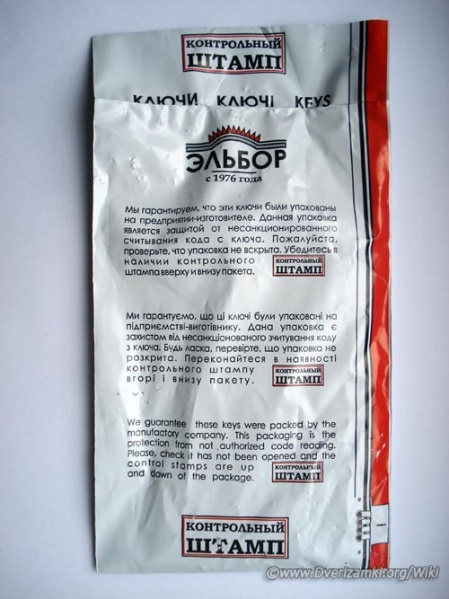 КОНТРОЛЬНЫЙ
ШТАМП
КЛЮЧИ КЛЮЧІ KEYS
ЭЛЬБОР
с 1976 года
Мы гарантируем, что эти ключи были упакованы
на предприятии-изготовителе. Данная упаковка
является защитой от несанкционированного
считывания кода с ключа. Пожалуйста,
проверьте, что упаковка не вскрыта. Убедитесь в
наличии контрольного
штампа вверху и внизу пакета.
КОНТРОЛЬНЫЙ
ШТАМП
Ми гарантуємо, що ці ключі були упаковані на
підприємстві-виготівнику. Дана упаковка є
захистом від несанкціонованого зчитування коду
з ключа. Будь ласка, перевірте, що упаковка не
розкрита. Переконайтеся в наявності
контрольного штампу
вгорі і внизу пакету.
КОНТРОЛЬНЫЙ
ШТАМП
We guarantee these keys were packed by the
manufactory company. This packaging is the
protection from not authorized code reading.
Please, check it has not been opened and the
control stamps are up
and down of the package.
КОНТРОЛЬНЫЙ
ШТАМП
КОНТРОЛЬНЫЙ
ШТАМП
©www.Dverizamki.org/Wiki